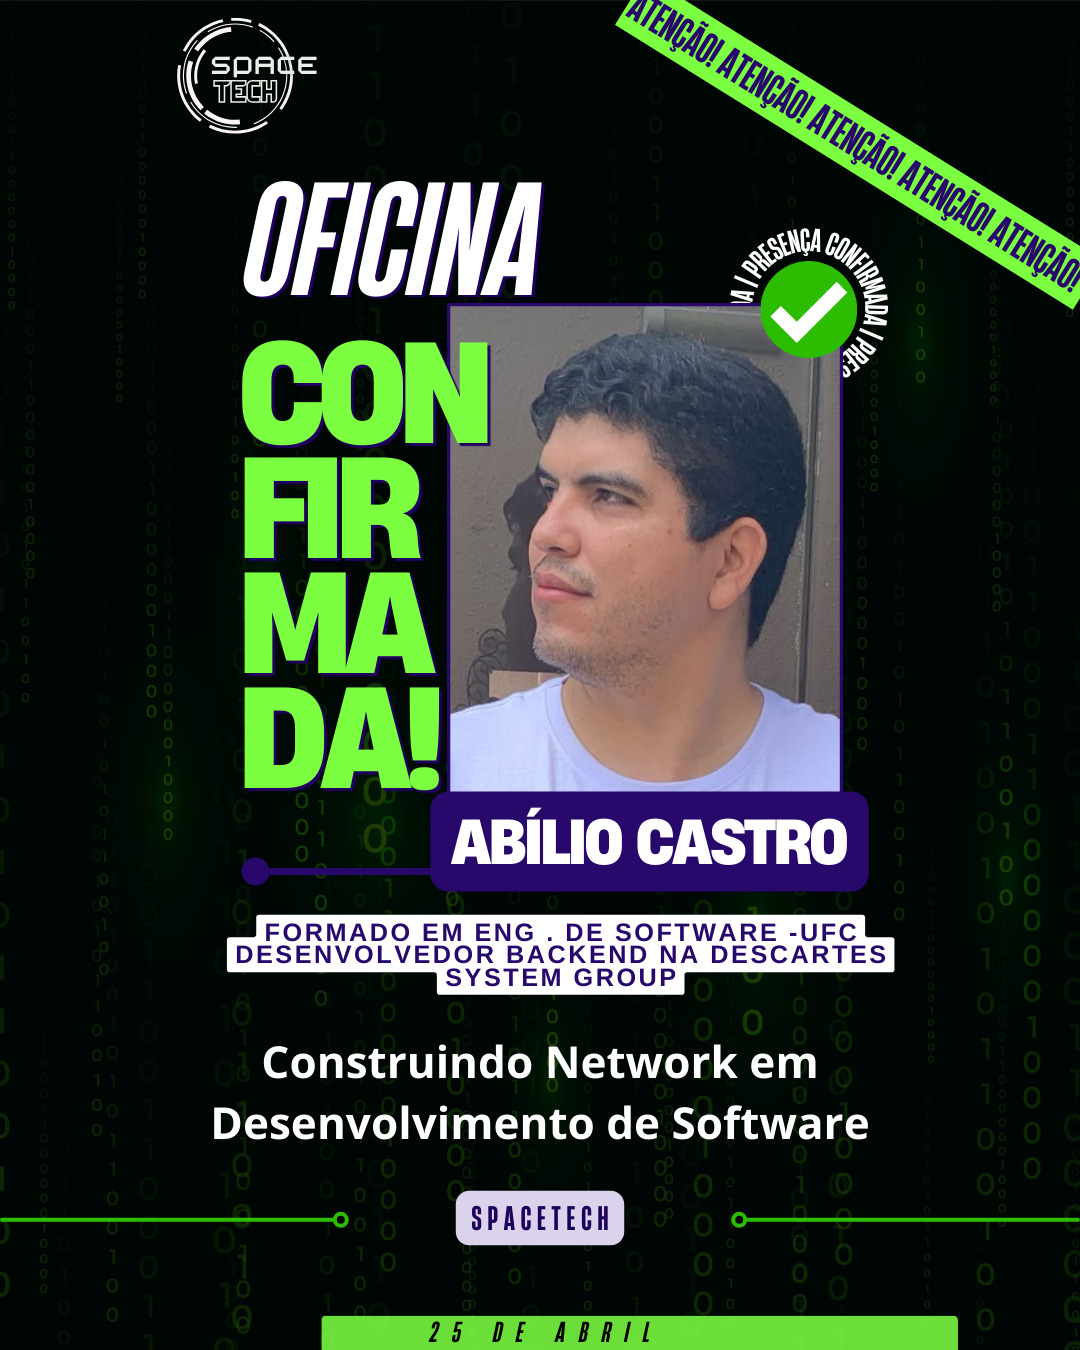 SPACE
TECH
ATENÇÃO! ATENÇÃO! ATENÇÃO! ATENÇÃO! ATENÇÃO!
OFICINA
DA / PRESENÇA CONFIRMADA / PRES
CON
FIR
MA
DA!
ABÍLIO CASTRO
FORMADO EM ENG . DE SOFTWARE -UFC
DESENVOLVEDOR BACKEND NA DESCARTES
SYSTEM GROUP
Construindo Network em
Desenvolvimento de Software
SPACETECH
25 DE ABRIL